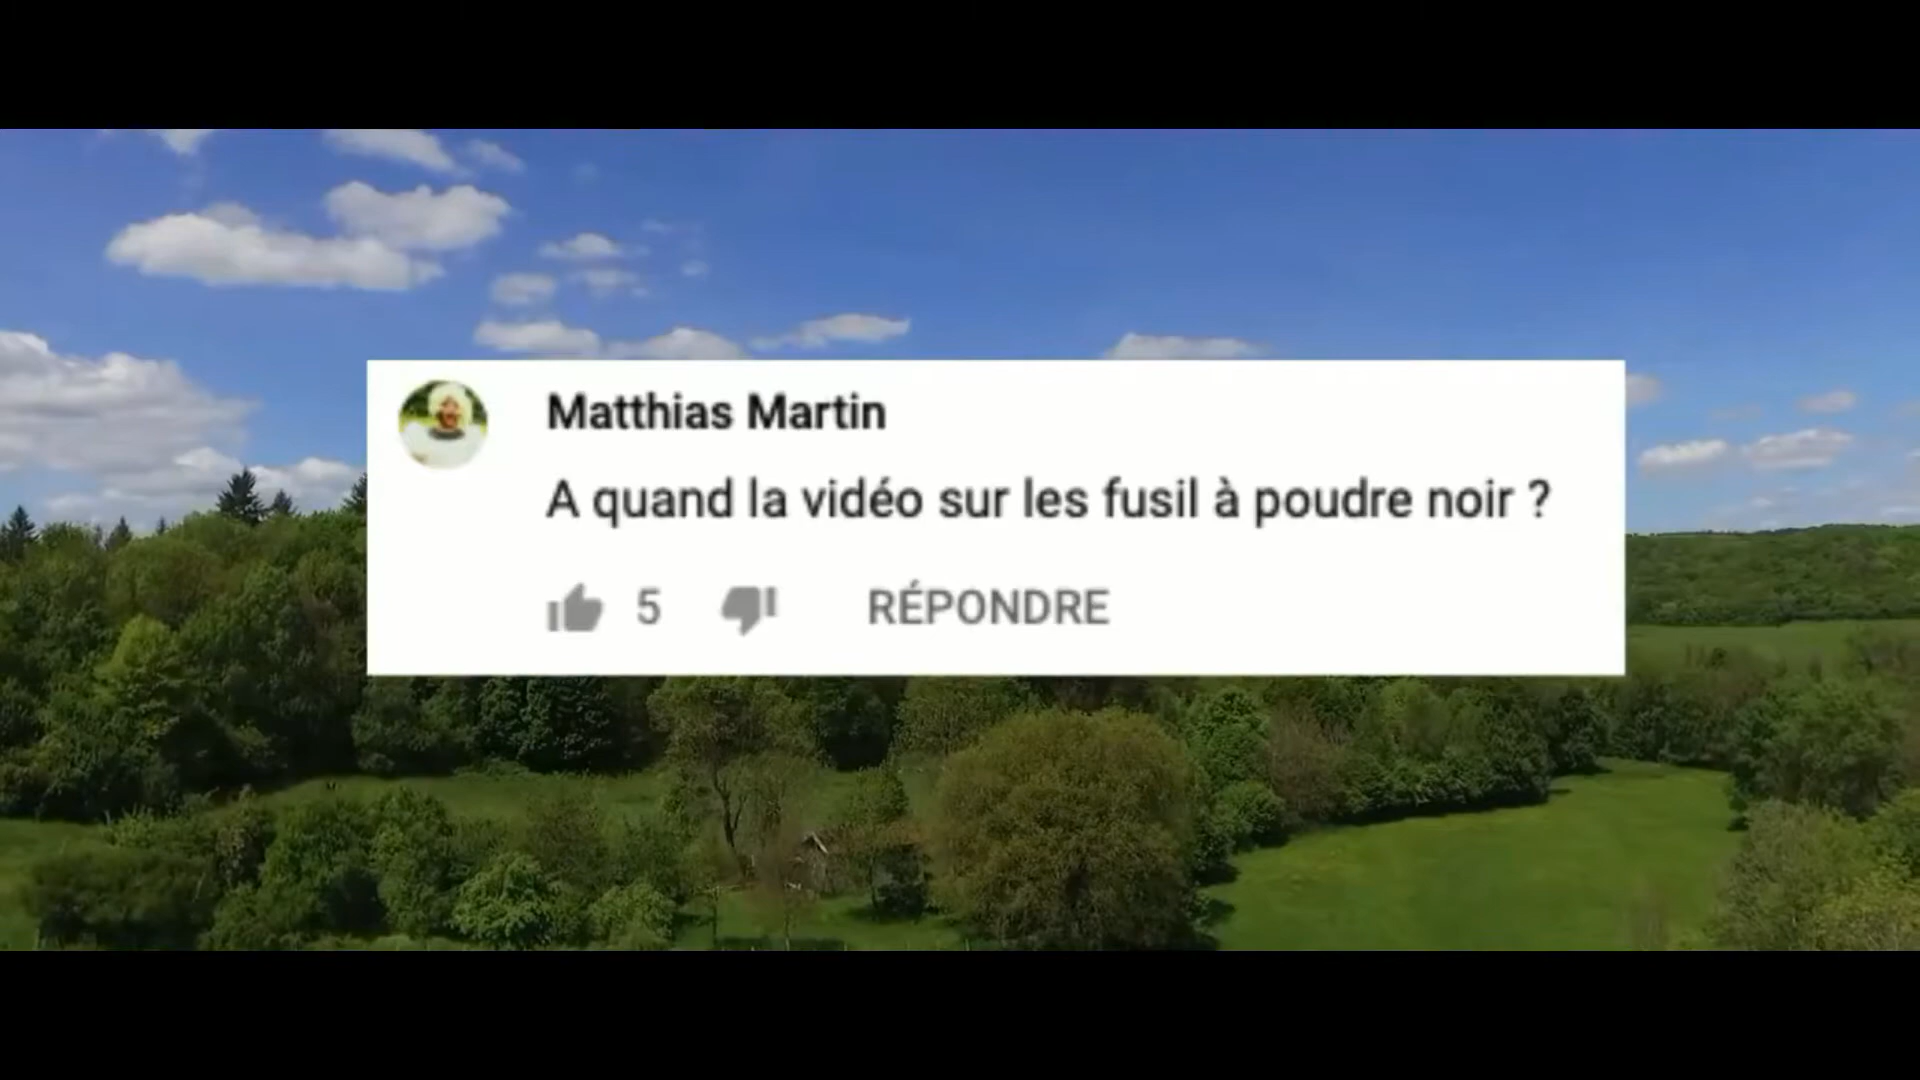 Matthias Martin
A quand la vidéo sur les fusil à poudre noir ?
5 RÉPONDRE